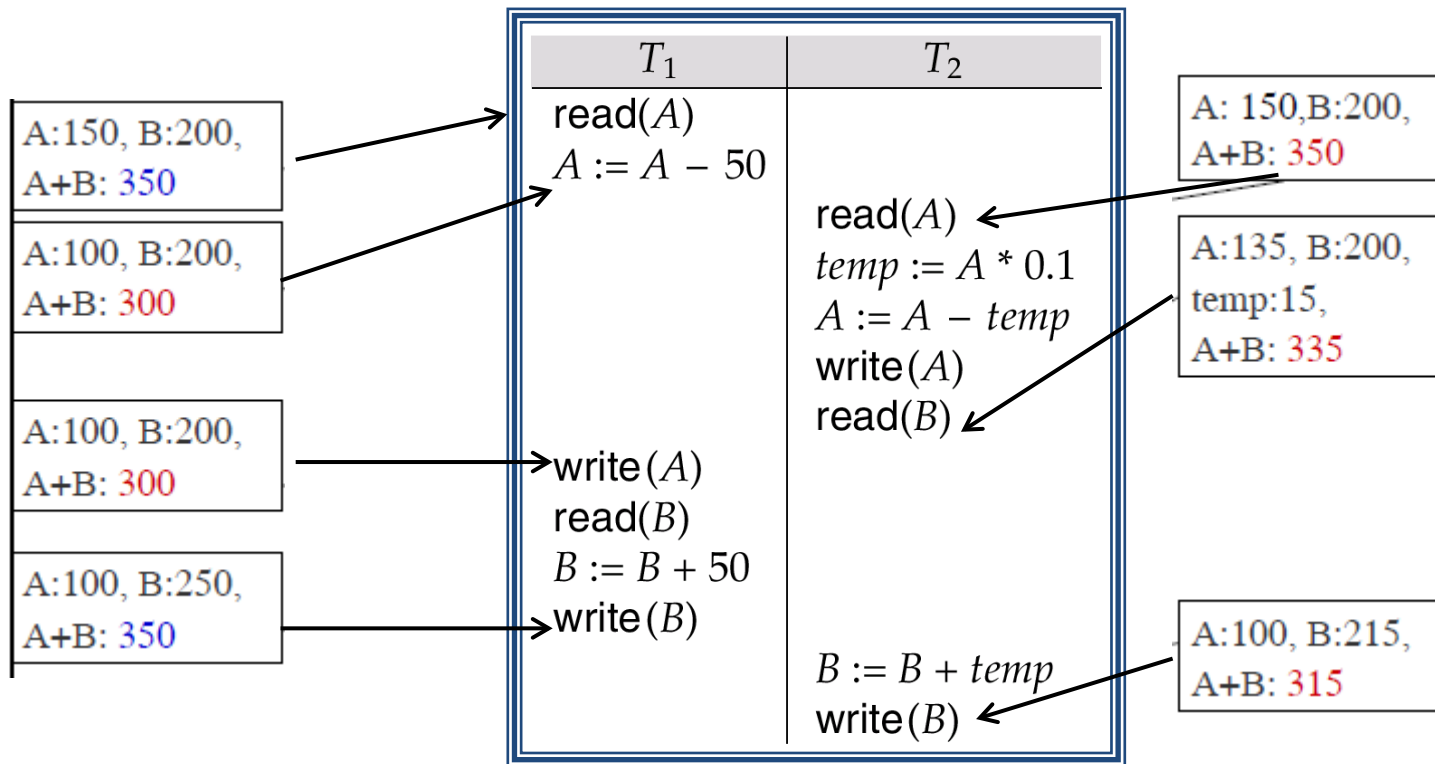 T1 T2
A:150, B:200,
A+B: 350
A:100, B:200,
A+B: 300
A:100, B:200,
A+B: 300
A:100, B:250,
A+B: 350
read(A)
A := A − 50
read(A)
temp := A * 0.1
A := A − temp
write(A)
read(B)
write(A)
read(B)
B := B + 50
write(B)
B := B + temp
write(B)
A: 150,B:200,
A+B: 350
A:135, B:200,
temp:15,
A+B: 335
A:100, B:215,
A+B: 315